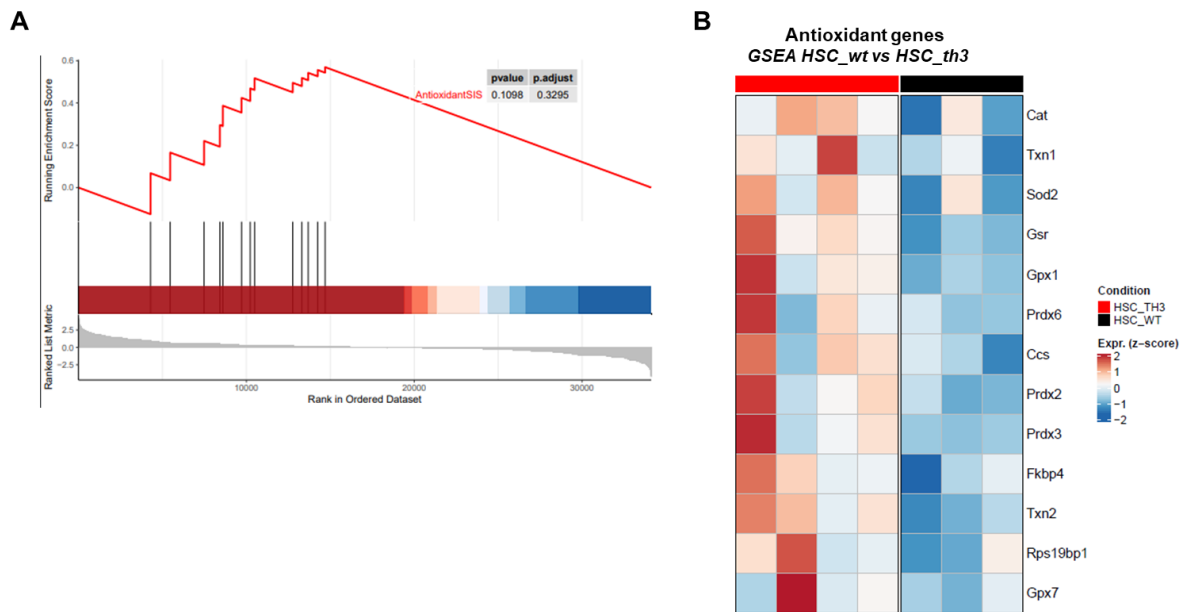 A
Running Enrichment Score
0.6
0.4
0.2
0.0
pvalue p.adjust
AntioxidantSIS 0.1098 0.3295
Ranked List Metric
2.5
0.0
−2.5
10000 20000 30000
Rank in Ordered Dataset
B
Antioxidant genes
GSEA HSC_wt vs HSC_th3
Cat
Txn1
Sod2
Gsr
Gpx1
Prdx6
Ccs
Prdx2
Prdx3
Fkbp4
Txn2
Rps19bp1
Gpx7
Condition
HSC_TH3
HSC_WT
Expr. (z−score)
2
1
0
−1
−2